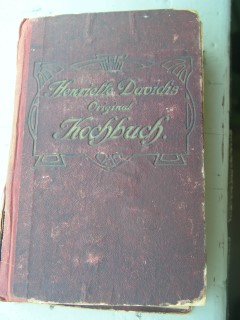 Henriette Davidis
Original
Kochbuch.